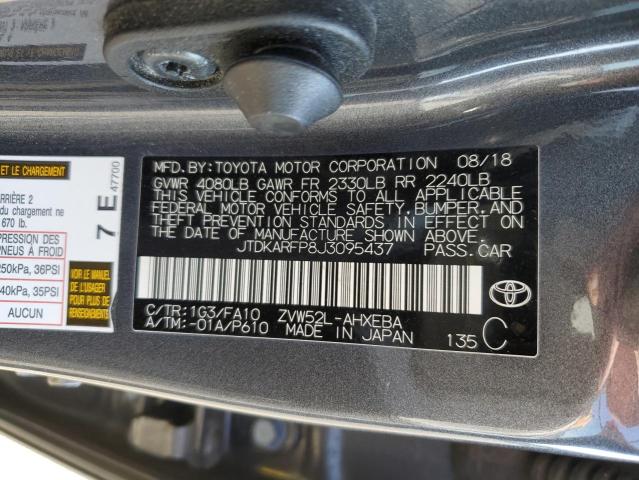 MFD.BY:TOYOTA MOTOR CORPORATION 08/18
GVWR 4080LB GAWR FR 2330LB RR 2240LB
THIS VEHICLE CONFORMS TO ALL APPLICABLE
FEDERAL MOTOR VEHICLE SAFETY,BUMPER,AND
THEFT PREVENTION STANDARDS IN EFFECT ON
THE DATE OF MANUFACTURE SHOWN ABOVE.
JTDKARFP8J3095437 PASS.CAR
C/TR:1G3/FA10 ZVW52L-AHXEBA
A/TM:-01A/P610 MADE IN JAPAN
135 C
ET LE CHARGEMENT
ARRIÈRE 2
du chargement ne
670 lb.
PRESSION DES
PNEUS À FROID
250kPa, 36PSI
240kPa, 35PSI
AUCUN
VOIR LE MANUEL
DE L'USAGER
POUR PLUS DE
RENSEIGNEMENTS
7 E
47700